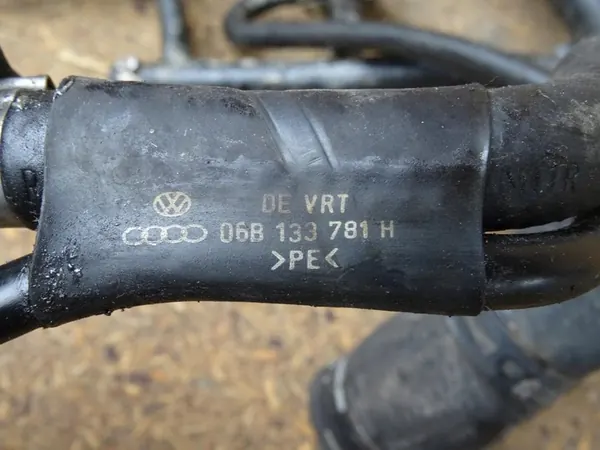 DE VRT
06B 133 781 H
>PE<